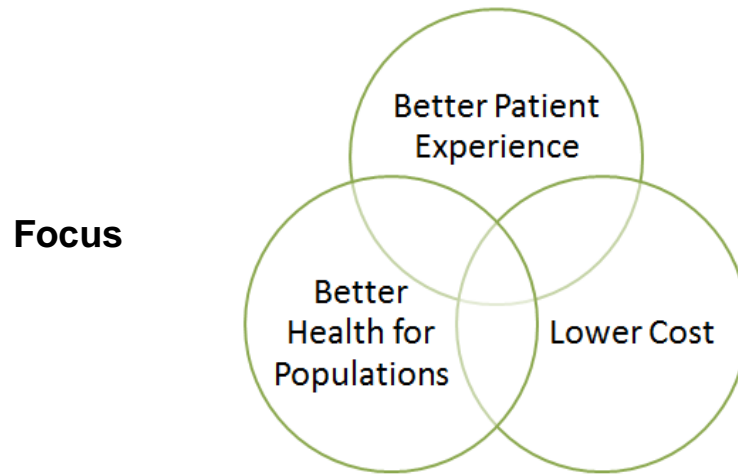 Better Patient
Experience
Focus
Better
Health for
Populations
Lower Cost